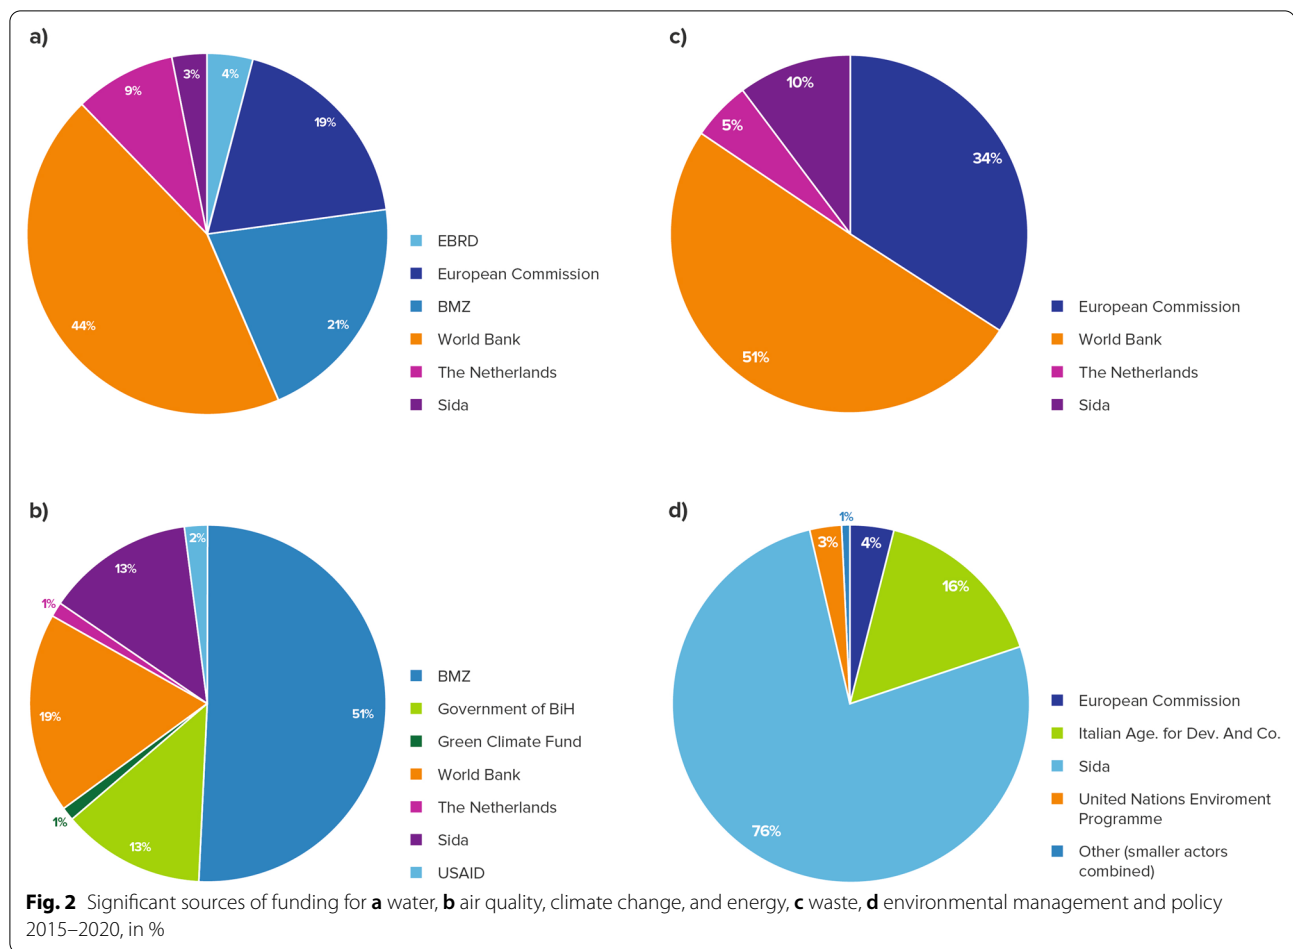 a)
3%
4%
9%
19%
44%
21%
EBRD
European Commission
BMZ
World Bank
The Netherlands
Sida
c)
10%
5%
34%
51%
European Commission
World Bank
The Netherlands
Sida
b)
2%
13%
1%
19%
51%
1%
13%
BMZ
Government of BiH
Green Climate Fund
World Bank
The Netherlands
Sida
USAID
d)
1%
3%
4%
16%
76%
European Commission
Italian Age. for Dev. And Co.
Sida
United Nations Enviroment
Programme
Other (smaller actors
combined)
Fig. 2 Significant sources of funding for a water, b air quality, climate change, and energy, c waste, d environmental management and policy
2015–2020, in %